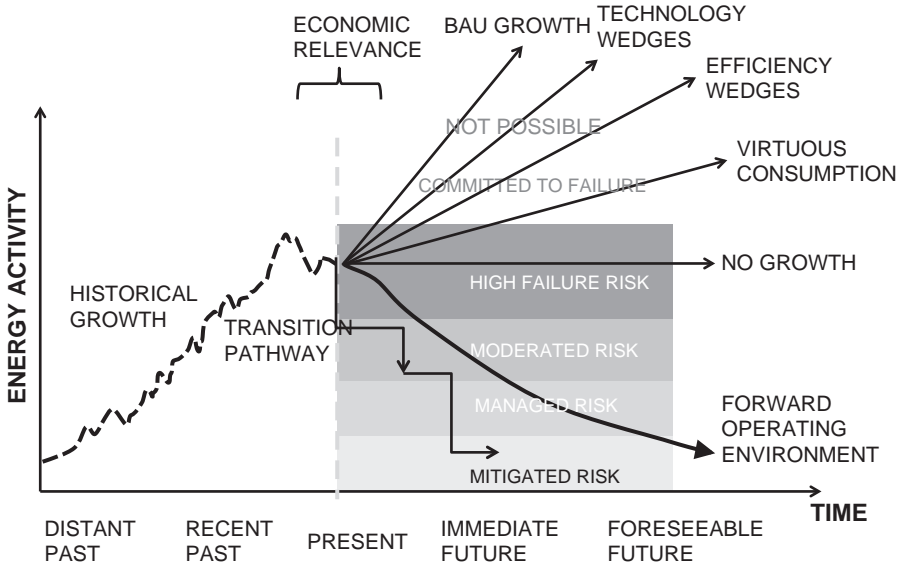 ECONOMIC
RELEVANCE
BAU GROWTH
TECHNOLOGY
WEDGES
EFFICIENCY
WEDGES
NOT POSSIBLE
VIRTUOUS
CONSUMPTION
COMMITTED TO FAILURE
ENERGY ACTIVITY
NO GROWTH
HIGH FAILURE RISK
HISTORICAL
GROWTH
TRANSITION
PATHWAY
MODERATED RISK
MANAGED RISK
FORWARD
OPERATING
ENVIRONMENT
MITIGATED RISK
TIME
DISTANT
PAST
RECENT
PAST
PRESENT
IMMEDIATE
FUTURE
FORESEEABLE
FUTURE